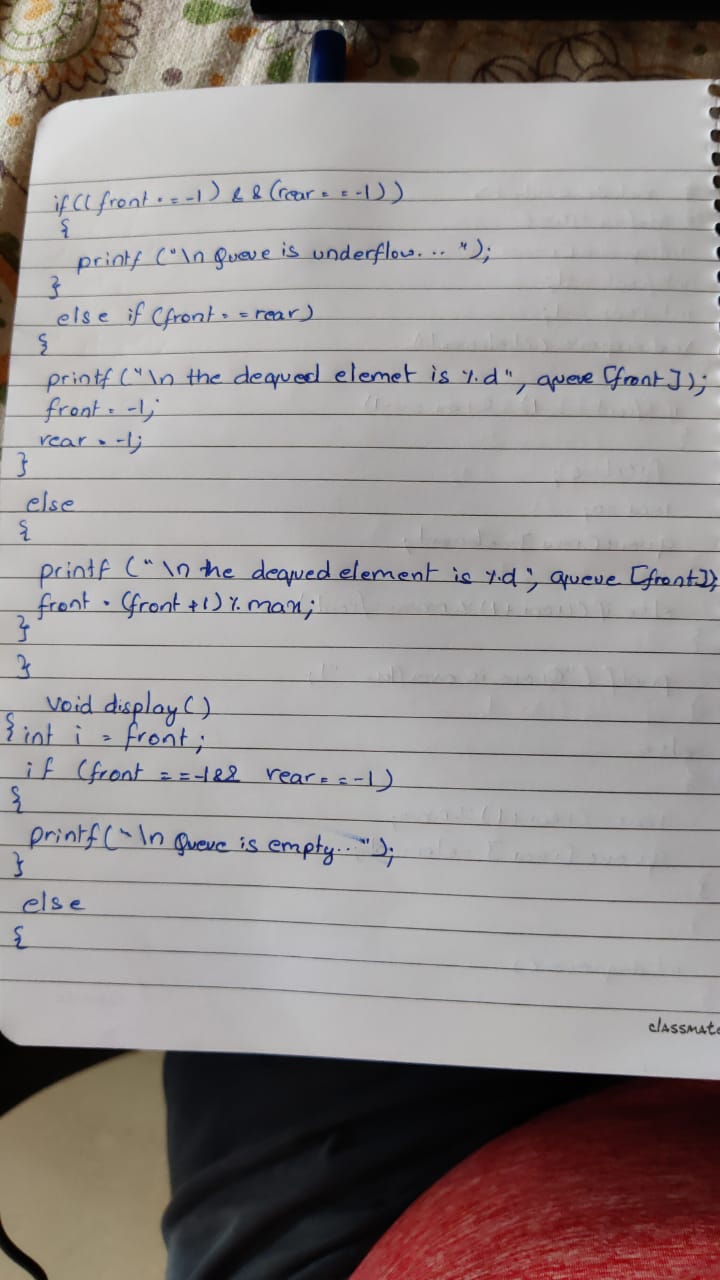 if((front == -1) && (rear == -1))
{
printf ("\n Queue is underflow... ");
}
else if (front == rear)
{
printf ("\n the dequed elemet is %d", queue [front]);
front = -1;
rear = -1;
}
else
{
printf ("\n the dequed element is %d", queue [front]);
front = (front +1) % max;
}
}
void display()
{ int i = front;
if (front == -1 && rear == -1)
{
printf("\n Queue is empty..");
}
else
{
classmate